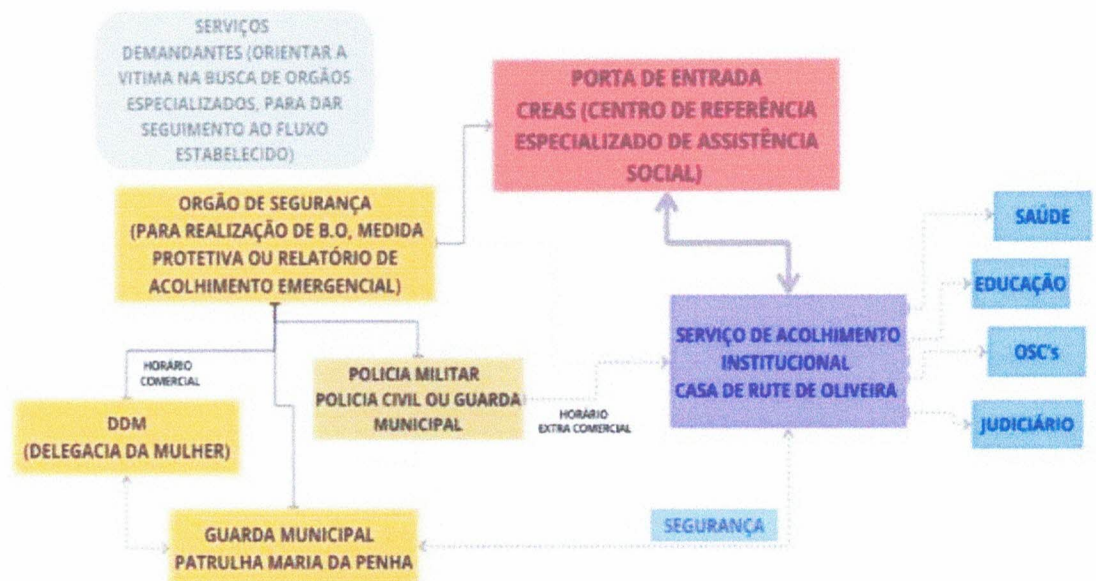 SERVIÇOS
DEMANDANTES (ORIENTAR A
VITIMA NA BUSCA DE ORGÃOS
ESPECIALIZADOS, PARA DAR
SEGUIMENTO AO FLUXO
ESTABELECIDO)
PORTA DE ENTRADA
CREAS (CENTRO DE REFERÊNCIA
ESPECIALIZADO DE ASSISTÊNCIA
SOCIAL)
ORGÃO DE SEGURANÇA
(PARA REALIZAÇÃO DE B.O, MEDIDA
PROTETIVA OU RELATÓRIO DE
ACOLHIMENTO EMERGENCIAL)
SAÚDE
EDUCAÇÃO
OSC's
JUDICIÁRIO
SERVIÇO DE ACOLHIMENTO
INSTITUCIONAL
CASA DE RUTE DE OLIVEIRA
HORÁRIO
COMERCIAL
POLICIA MILITAR
POLICIA CIVIL OU GUARDA
MUNICIPAL
HORÁRIO
EXTRA COMERCIAL
DDM
(DELEGACIA DA MULHER)
SEGURANÇA
GUARDA MUNICIPAL
PATRULHA MARIA DA PENHA